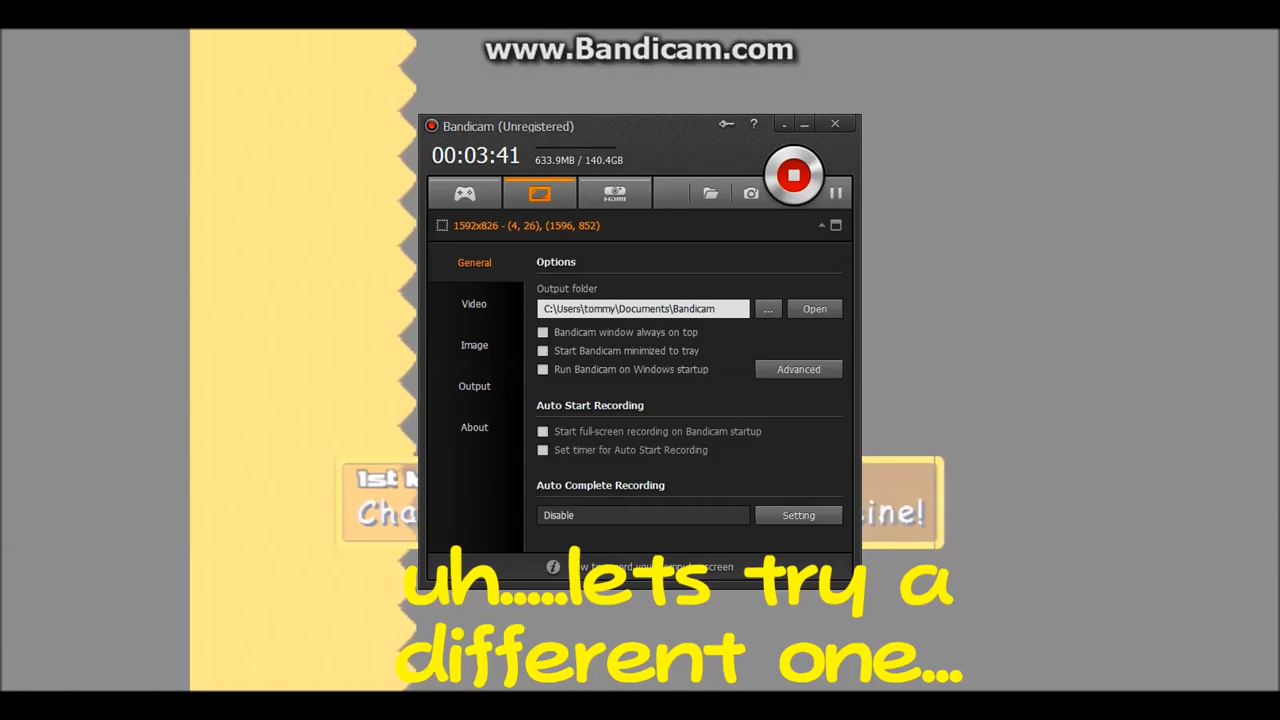 www.Bandicam.com
Bandicam (Unregistered)
?
00:03:41
633.9MB / 140.4GB
HDMI
1592x826 - (4, 26), (1596, 852)
General
Video
Image
Output
About
Options
Output folder
C:\Users\tommy\Documents\Bandicam
...
Open
Bandicam window always on top
Start Bandicam minimized to tray
Run Bandicam on Windows startup
Advanced
Auto Start Recording
Start full-screen recording on Bandicam startup
Set timer for Auto Start Recording
Auto Complete Recording
Disable
Setting
1st
screen
uh.....lets try a
different one...